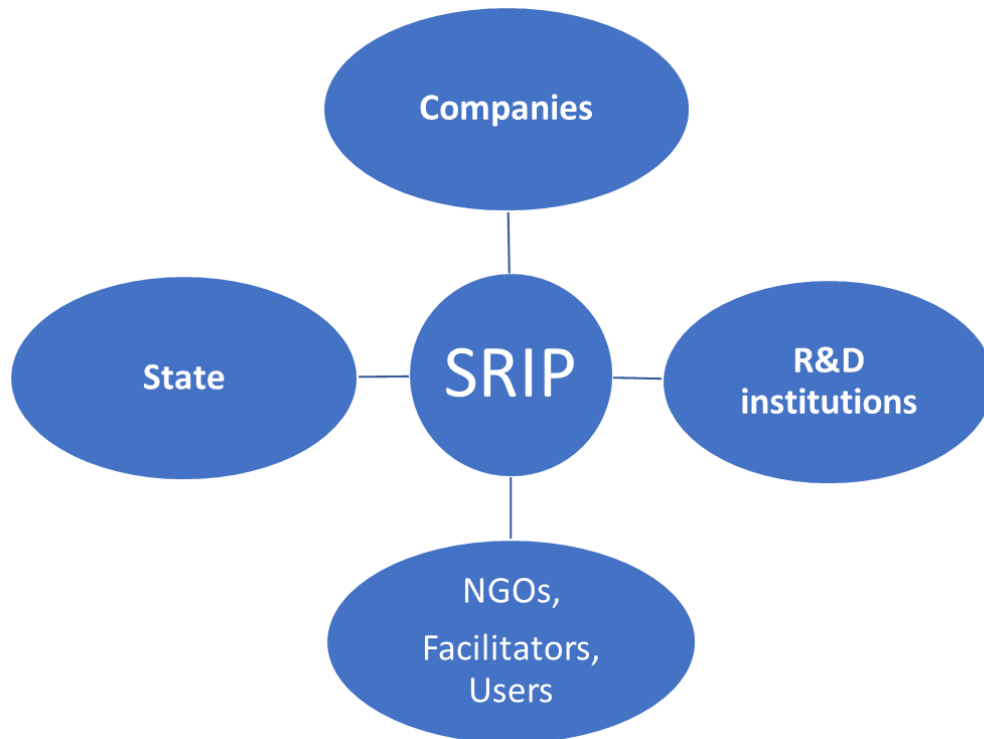 Companies
State
SRIP
R&D
institutions
NGOs,
Facilitators,
Users